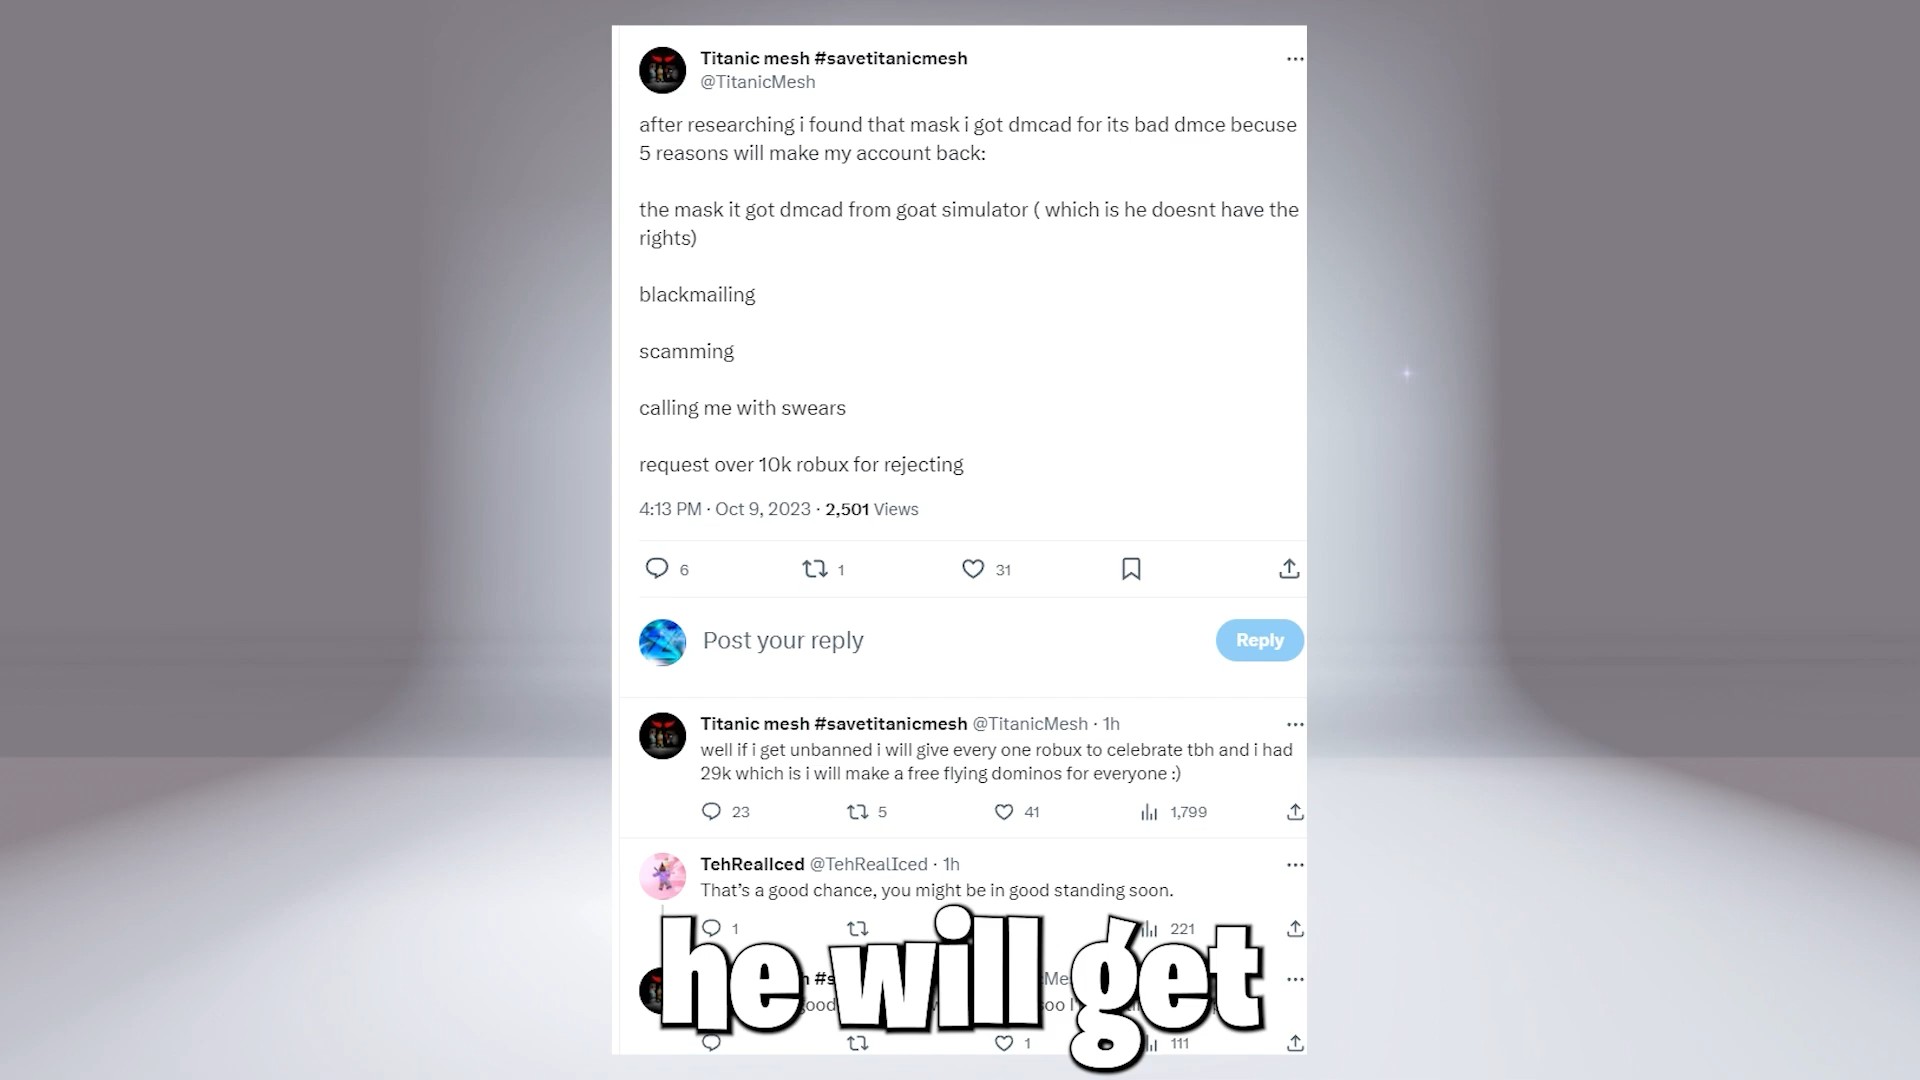 Titanic mesh #savetitanicmesh
@TitanicMesh
after researching i found that mask i got dmcad for its bad dmce becuse
5 reasons will make my account back:
the mask it got dmcad from goat simulator ( which is he doesnt have the
rights)
blackmailing
scamming
calling me with swears
request over 10k robux for rejecting
4:13 PM · Oct 9, 2023 · 2,501 Views
6 1 31
Post your reply
Reply
Titanic mesh #savetitanicmesh @TitanicMesh · 1h
well if i get unbanned i will give every one robux to celebrate tbh and i had
29k which is i will make a free flying dominos for everyone :)
23 5 41 1,799
TehRealIced @TehRealIced · 1h
That's a good chance, you might be in good standing soon.
1 221
he will get
1 111